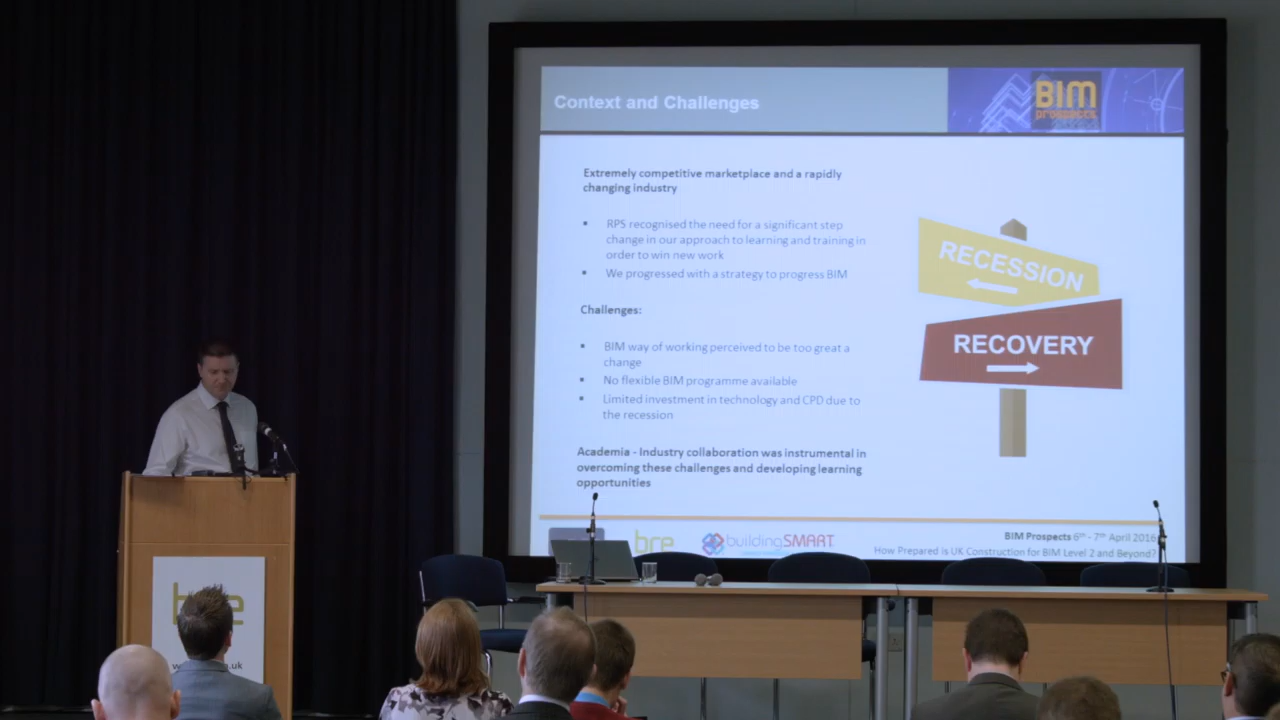 Context and Challenges
BIM
prospects
Extremely competitive marketplace and a rapidly
changing industry
▪ RPS recognised the need for a significant step
change in our approach to learning and training in
order to win new work
▪ We progressed with a strategy to progress BIM
Challenges:
▪ BIM way of working perceived to be too great a
change
▪ No flexible BIM programme available
▪ Limited investment in technology and CPD due to
the recession
Academia - Industry collaboration was instrumental in
overcoming these challenges and developing learning
opportunities
RECESSION
RECOVERY
bre
buildingSMART
BIM Prospects 6th - 7th April 2016
How Prepared is UK Construction for BIM Level 2 and Beyond?